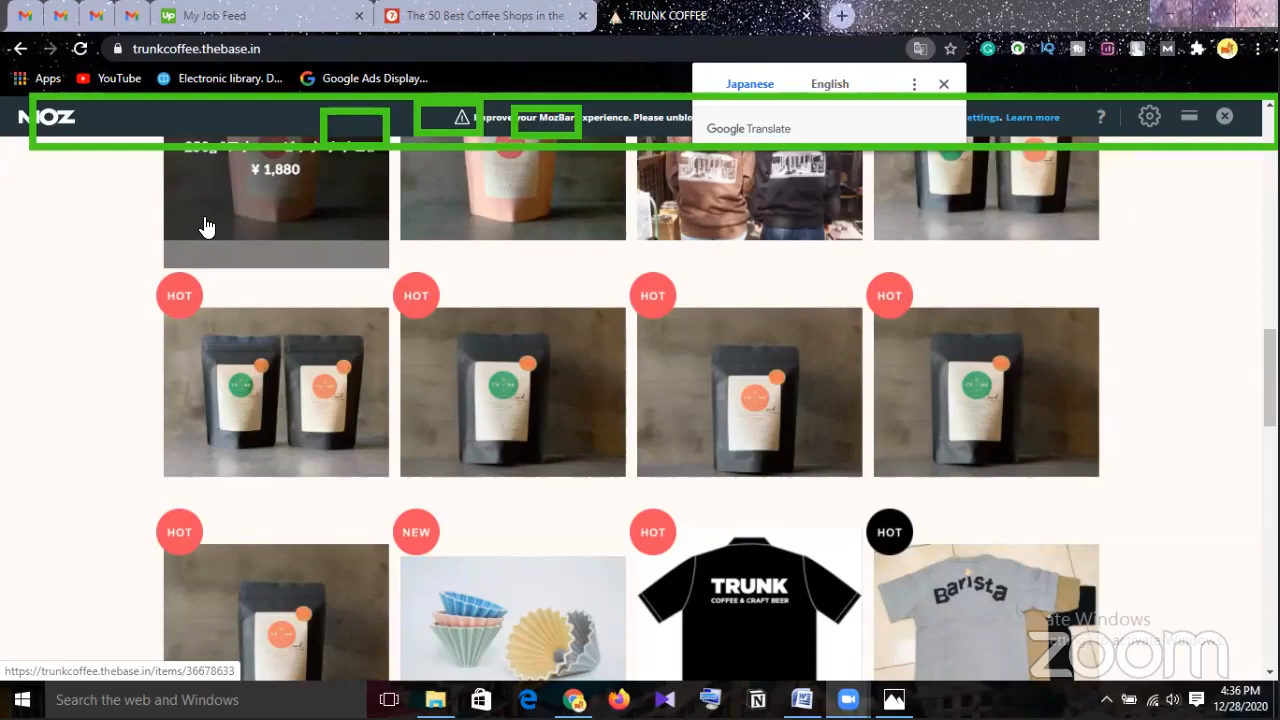 My Job Feed
The 50 Best Coffee Shops in the
TRUNK COFFEE
trunkcoffee.thebase.in
Apps
YouTube
Electronic library. D...
Google Ads Display...
Japanese
English
Google Translate
MOZ
Improve your MozBar experience. Please unblo
ettings. Learn more
¥ 1,880
HOT
HOT
HOT
HOT
HOT
NEW
HOT
HOT
TRUNK
COFFEE & CRAFT BEER
Barista
ate Windows
zoom
https://trunkcoffee.thebase.in/items/36678633
Search the web and Windows
4:36 PM
12/28/2020